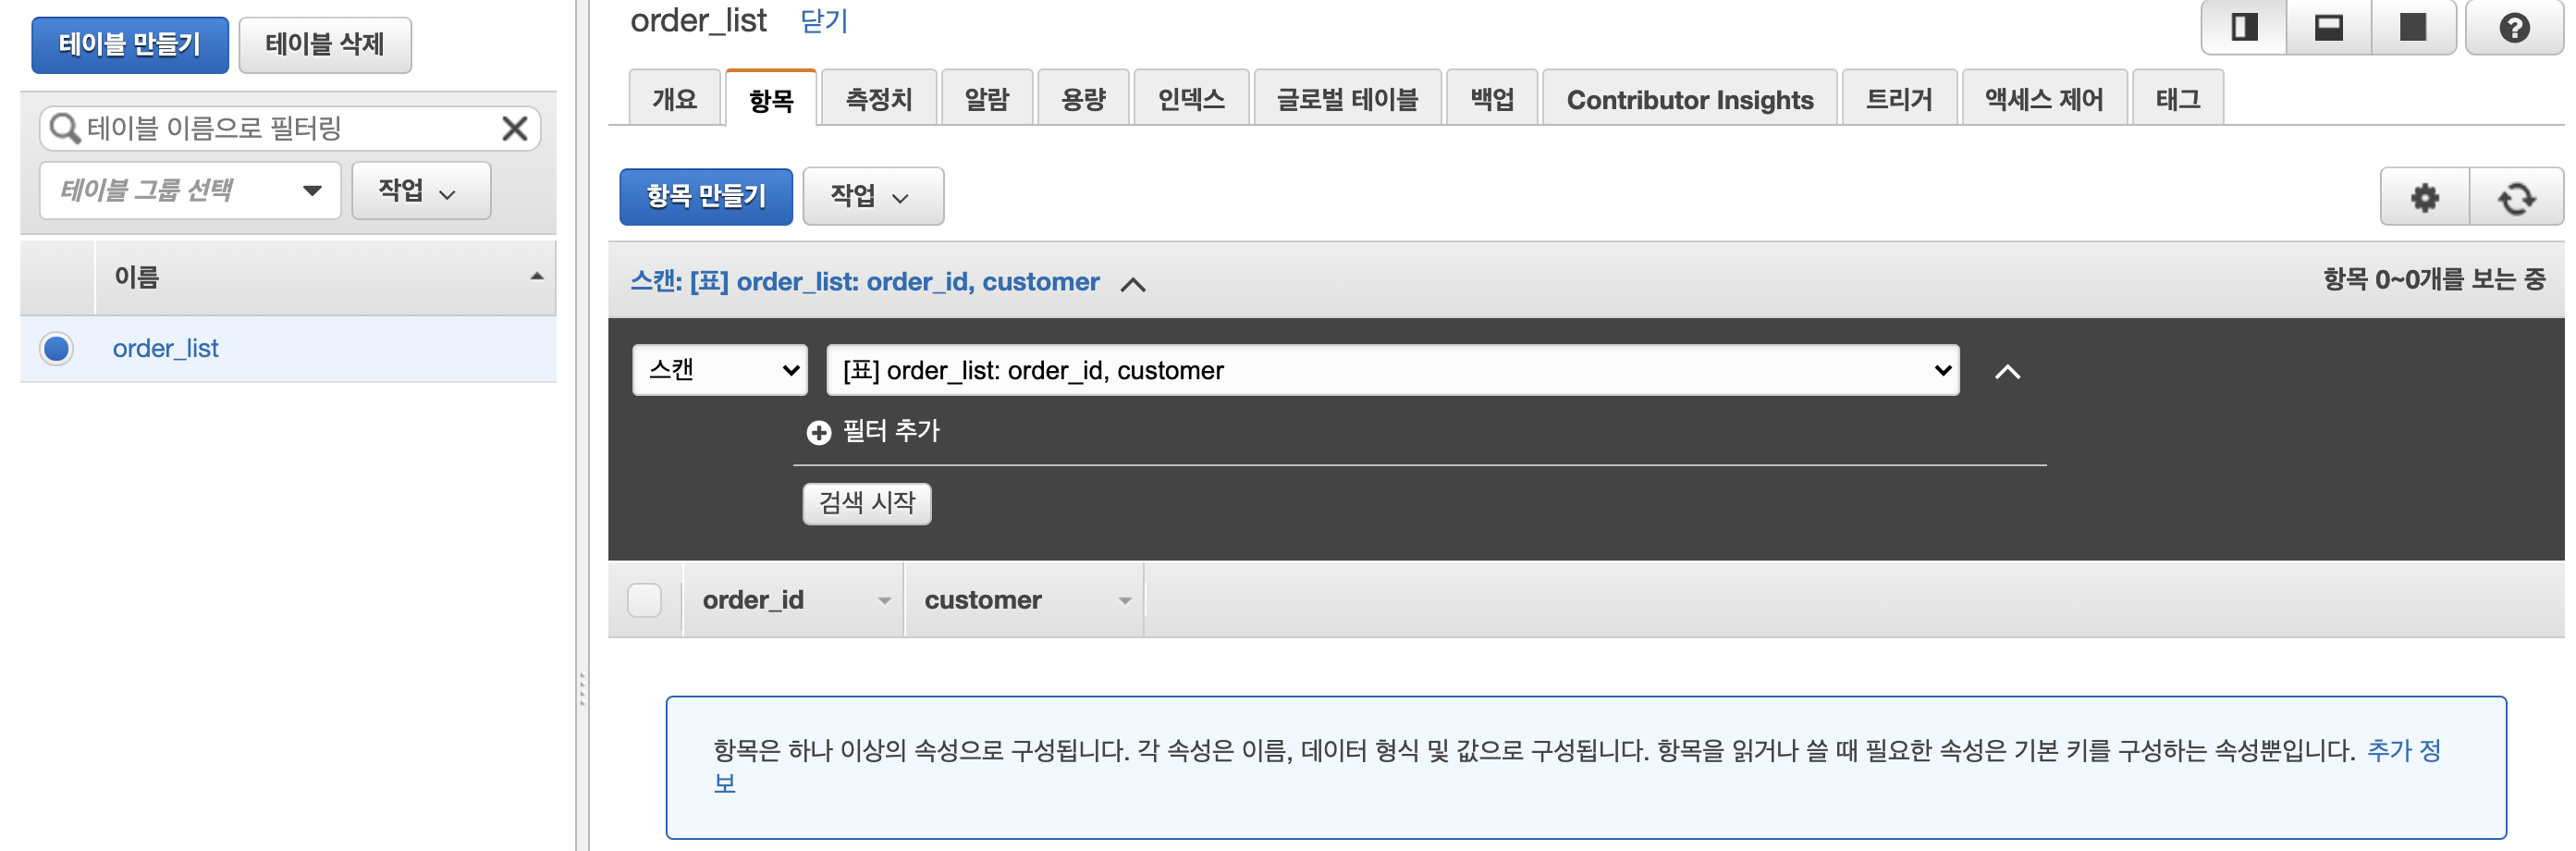 테이블 만들기
테이블 삭제
테이블 이름으로 필터링
테이블 그룹 선택
작업
이름
order_list
order_list 닫기
개요
항목
측정치
알람
용량
인덱스
글로벌 테이블
백업
Contributor Insights
트리거
액세스 제어
태그
항목 만들기
작업
스캔: [표] order_list: order_id, customer
항목 0~0개를 보는 중
스캔
[표] order_list: order_id, customer
필터 추가
검색 시작
order_id
customer
항목은 하나 이상의 속성으로 구성됩니다. 각 속성은 이름, 데이터 형식 및 값으로 구성됩니다. 항목을 읽거나 쓸 때 필요한 속성은 기본 키를 구성하는 속성뿐입니다. 추가 정
보